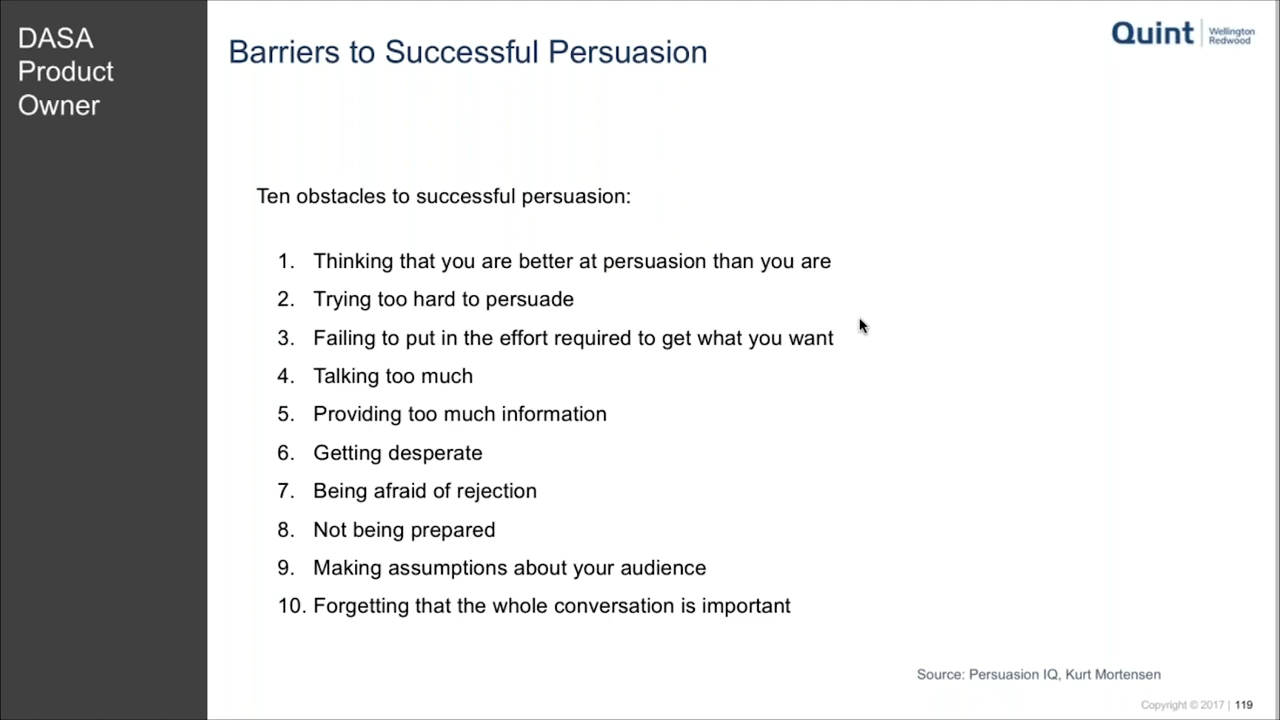 DASA
Product
Owner
Barriers to Successful Persuasion
Quint Wellington
Redwood
Ten obstacles to successful persuasion:
1. Thinking that you are better at persuasion than you are
2. Trying too hard to persuade
3. Failing to put in the effort required to get what you want
4. Talking too much
5. Providing too much information
6. Getting desperate
7. Being afraid of rejection
8. Not being prepared
9. Making assumptions about your audience
10. Forgetting that the whole conversation is important
Source: Persuasion IQ, Kurt Mortensen
Copyright © 2017 | 119